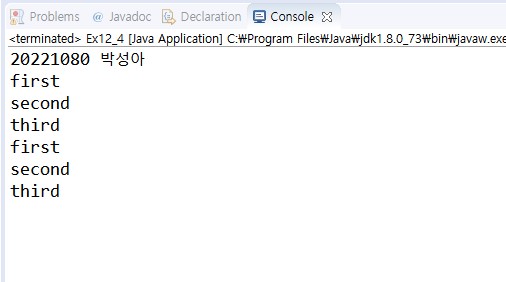 Problems @ Javadoc Declaration Console
<terminated> Ex12_4 [Java Application] C:₩Program Files₩Java₩jdk1.8.0_73₩bin₩javaw.exe
20221080 박성아
first
second
third
first
second
third